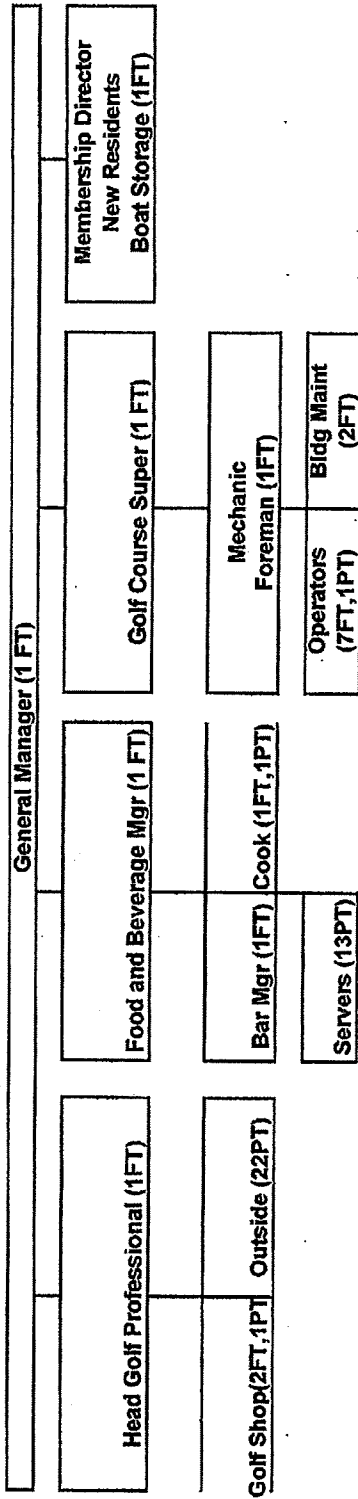 General Manager (1 FT)
Head Golf Professional (1FT)
Food and Beverage Mgr (1 FT)
Golf Course Super (1 FT)
Membership Director
New Residents
Boat Storage (1FT)
Golf Shop(2FT,1PT
Outside (22PT)
Bar Mgr (1FT)
Cook (1FT,1PT)
Mechanic
Foreman (1FT)
Servers (13PT)
Operators
(7FT,1PT)
Bldg Maint
(2FT)